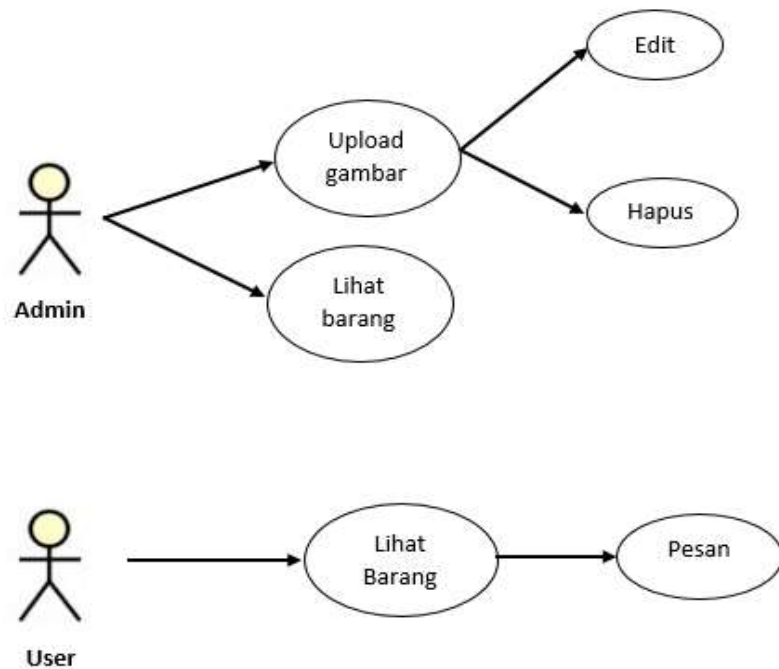 Edit
Upload
gambar
Hapus
Admin
Lihat
barang
Lihat
Barang
Pesan
User